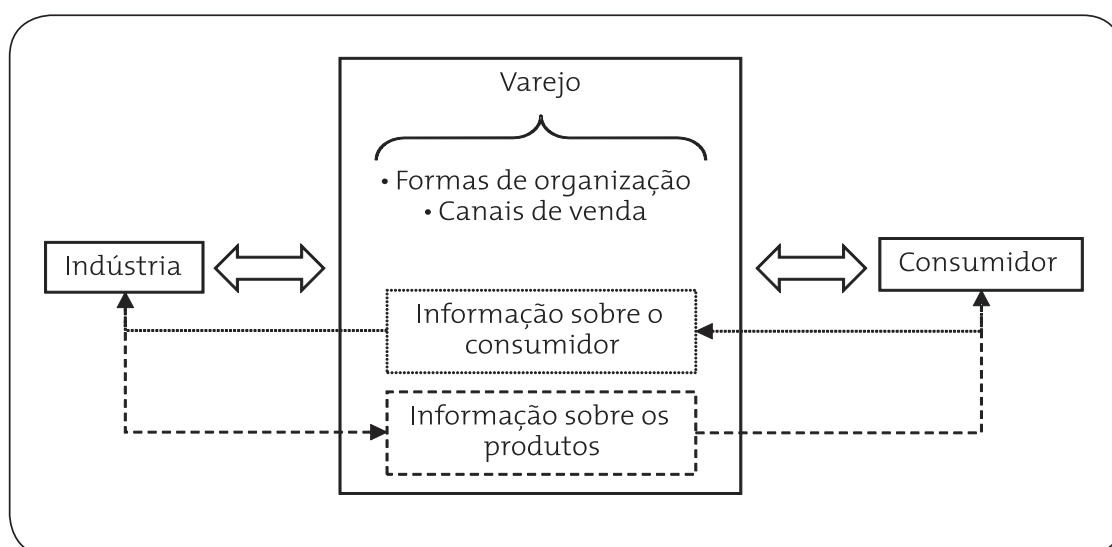 Varejo
• Formas de organização
• Canais de venda
Indústria
Consumidor
Informação sobre o
consumidor
Informação sobre os
produtos